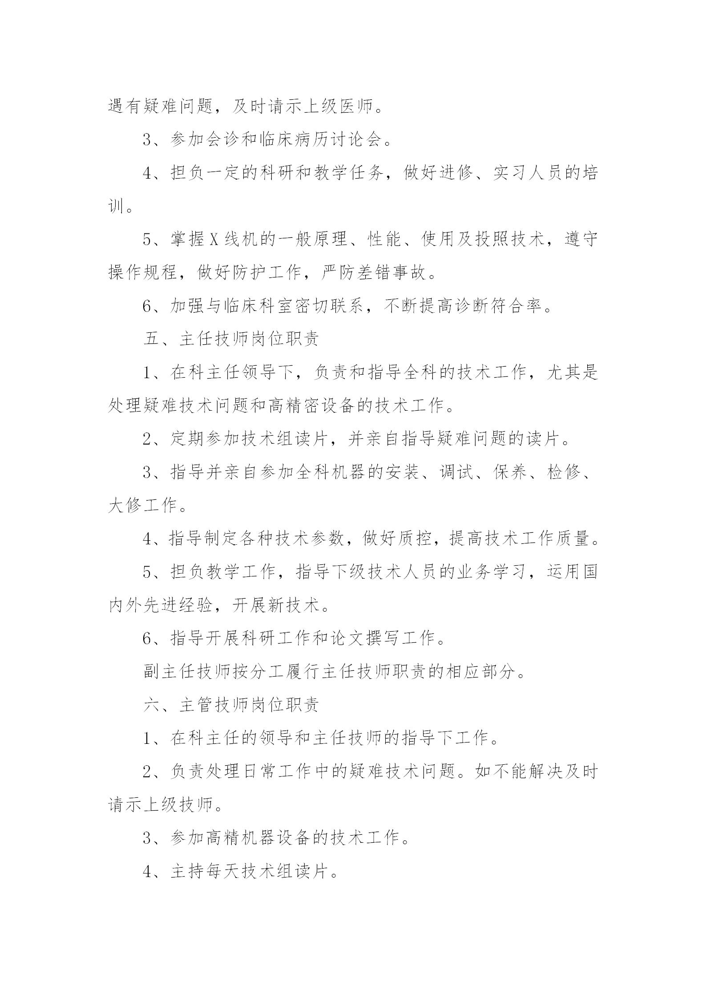 遇有疑难问题，及时请示上级医师。
3、参加会诊和临床病历讨论会。
4、担负一定的科研和教学任务，做好进修、实习人员的培
训。
5、掌握X线机的一般原理、性能、使用及投照技术，遵守
操作规程，做好防护工作，严防差错事故。
6、加强与临床科室密切联系，不断提高诊断符合率。
五、主任技师岗位职责
1、在科主任领导下，负责和指导全科的技术工作，尤其是
处理疑难技术问题和高精密设备的技术工作。
2、定期参加技术组读片，并亲自指导疑难问题的读片。
3、指导并亲自参加全科机器的安装、调试、保养、检修、
大修工作。
4、指导制定各种技术参数，做好质控，提高技术工作质量。
5、担负教学工作，指导下级技术人员的业务学习，运用国
内外先进经验，开展新技术。
6、指导开展科研工作和论文撰写工作。
副主任技师按分工履行主任技师职责的相应部分。
六、主管技师岗位职责
1、在科主任的领导和主任技师的指导下工作。
2、负责处理日常工作中的疑难技术问题。如不能解决及时
请示上级技师。
3、参加高精机器设备的技术工作。
4、主持每天技术组读片。